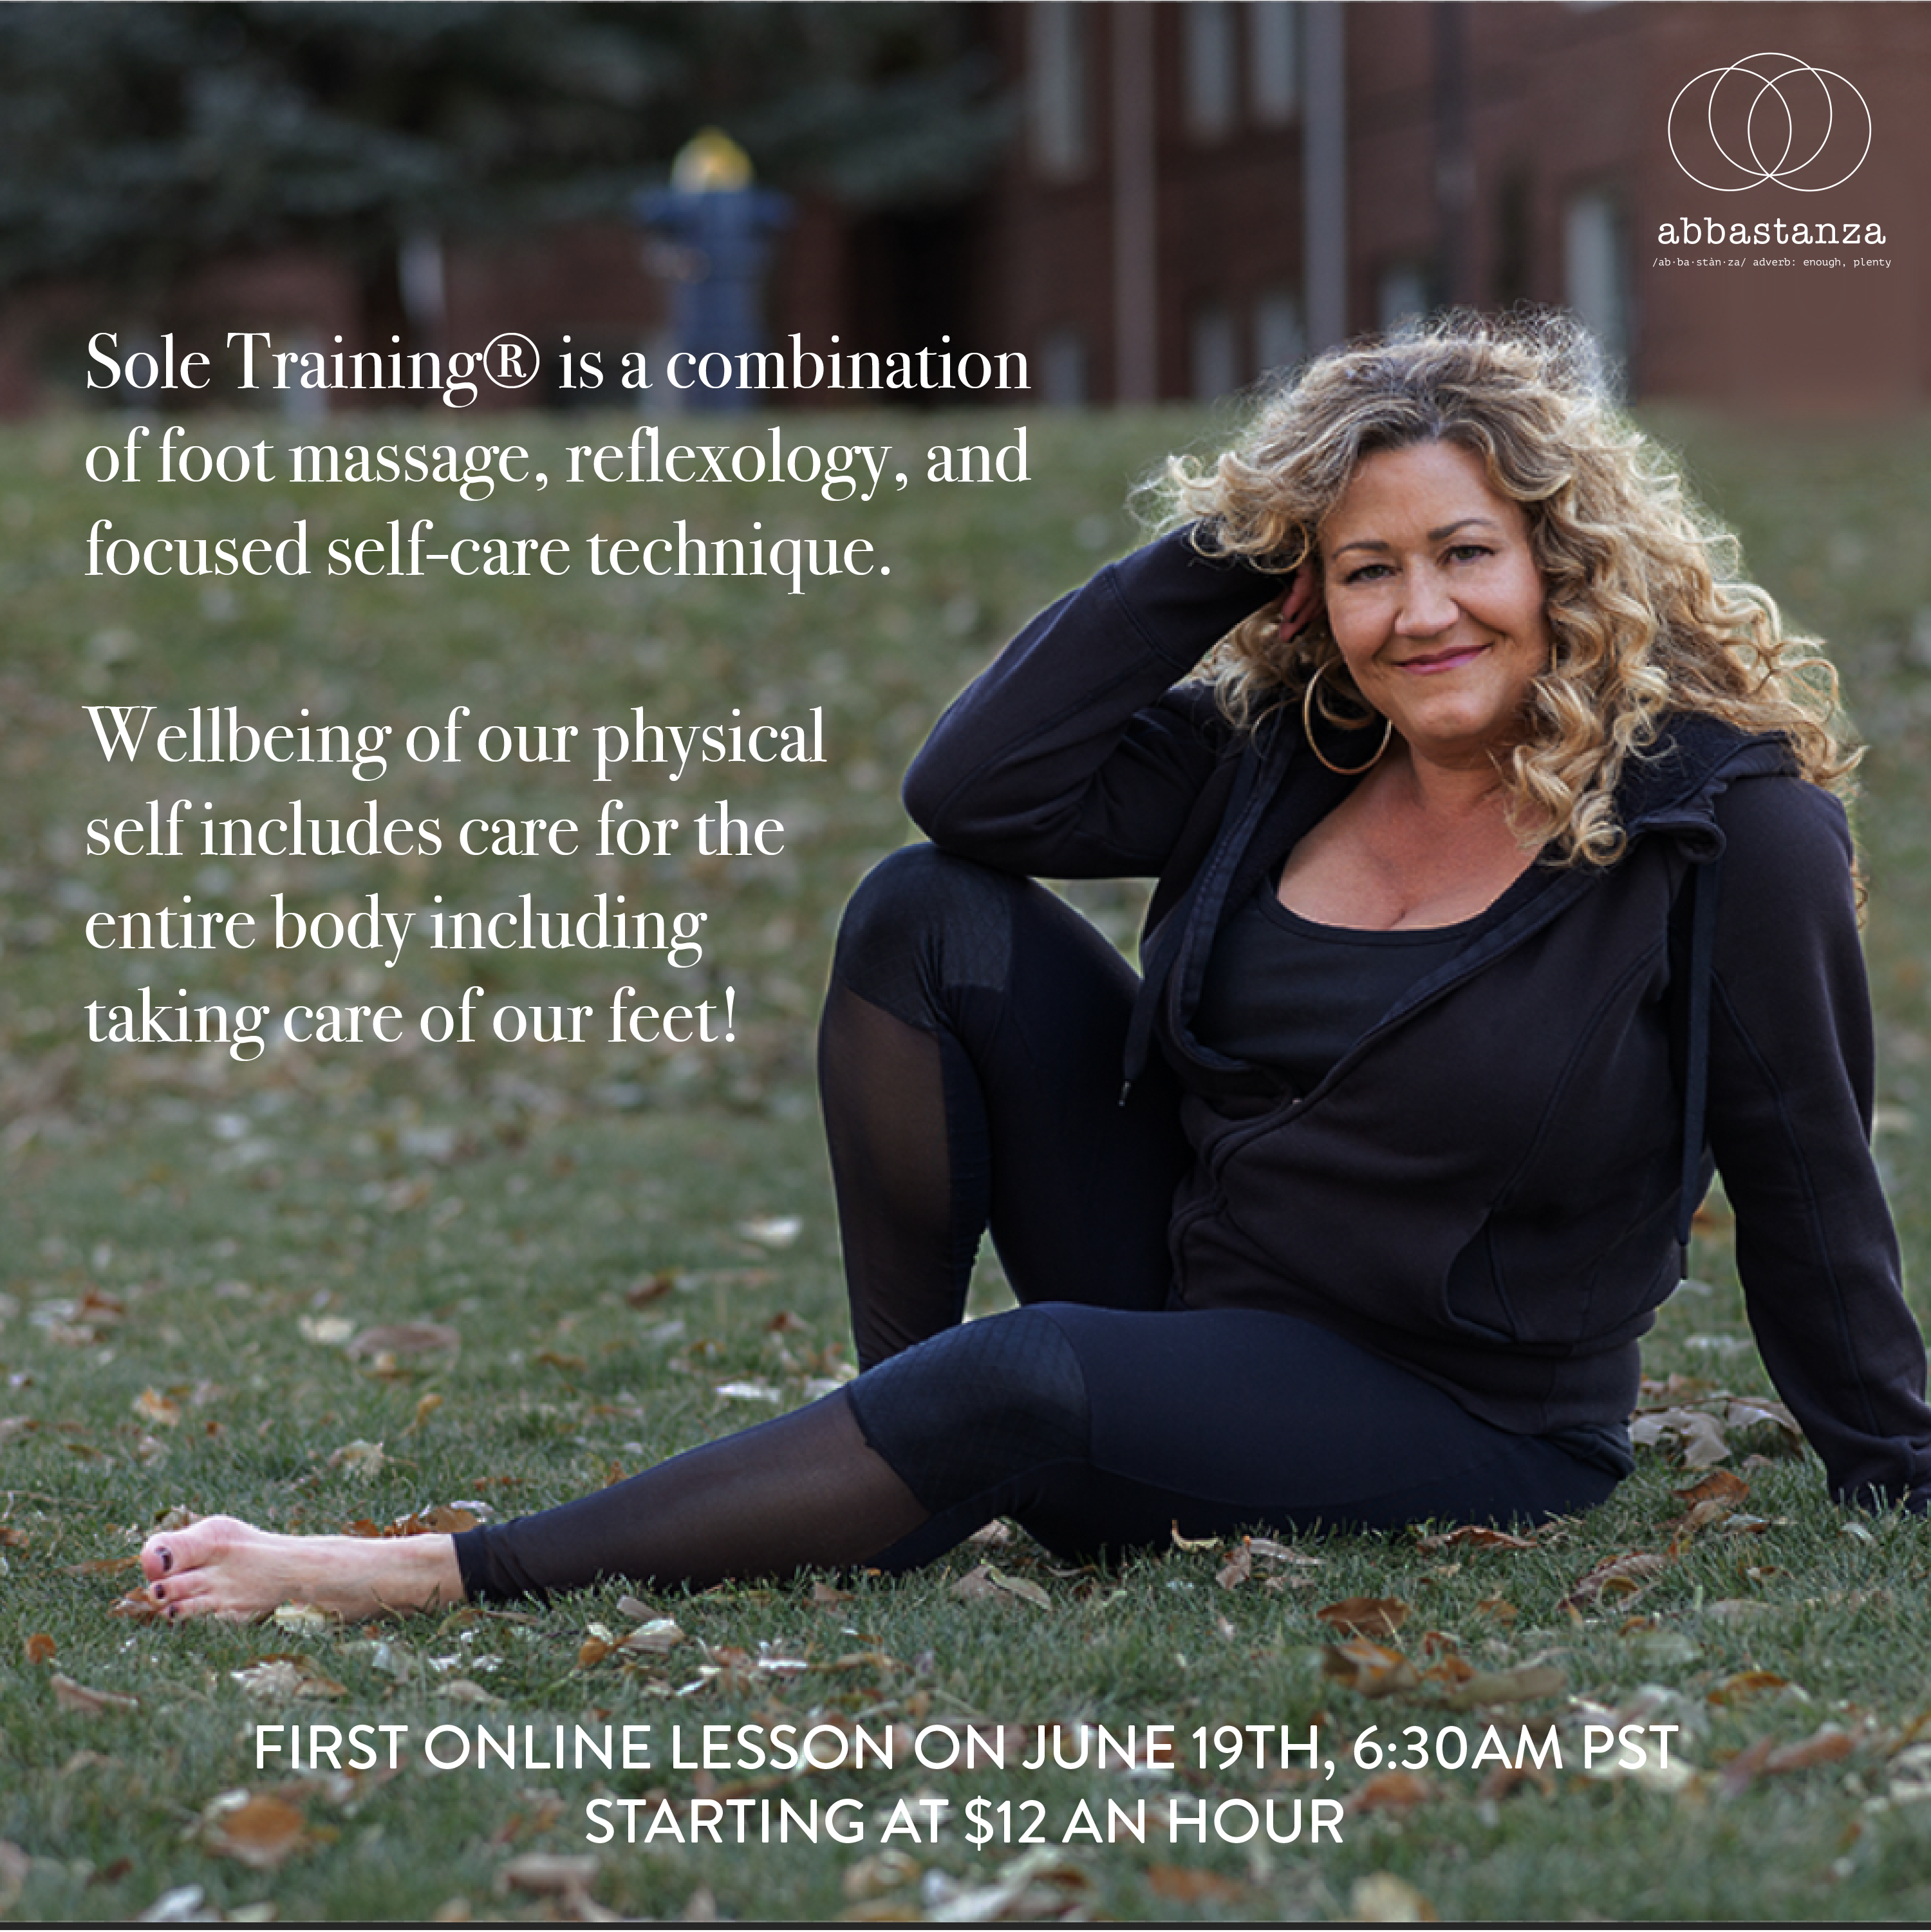 abbastanza
/ab·ba·stàn·za/ adverb: enough, plenty
Sole Training® is a combination
of foot massage, reflexology, and
focused self-care technique.
Wellbeing of our physical
self includes care for the
entire body including
taking care of our feet!
FIRST ONLINE LESSON ON JUNE 19TH, 6:30AM PST
STARTING AT $12 AN HOUR